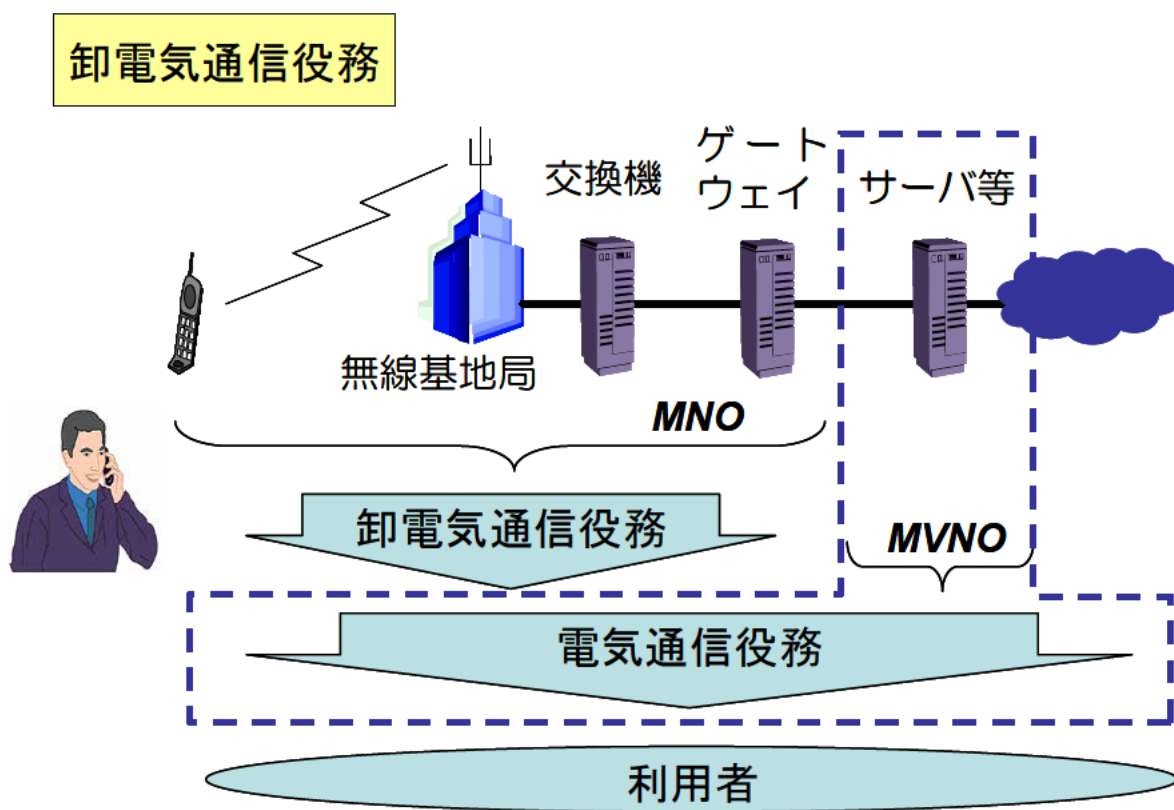 卸電気通信役務
ゲート
ウェイ
交換機
サーバ等
無線基地局
MNO
卸電気通信役務
MVNO
電気通信役務
利用者